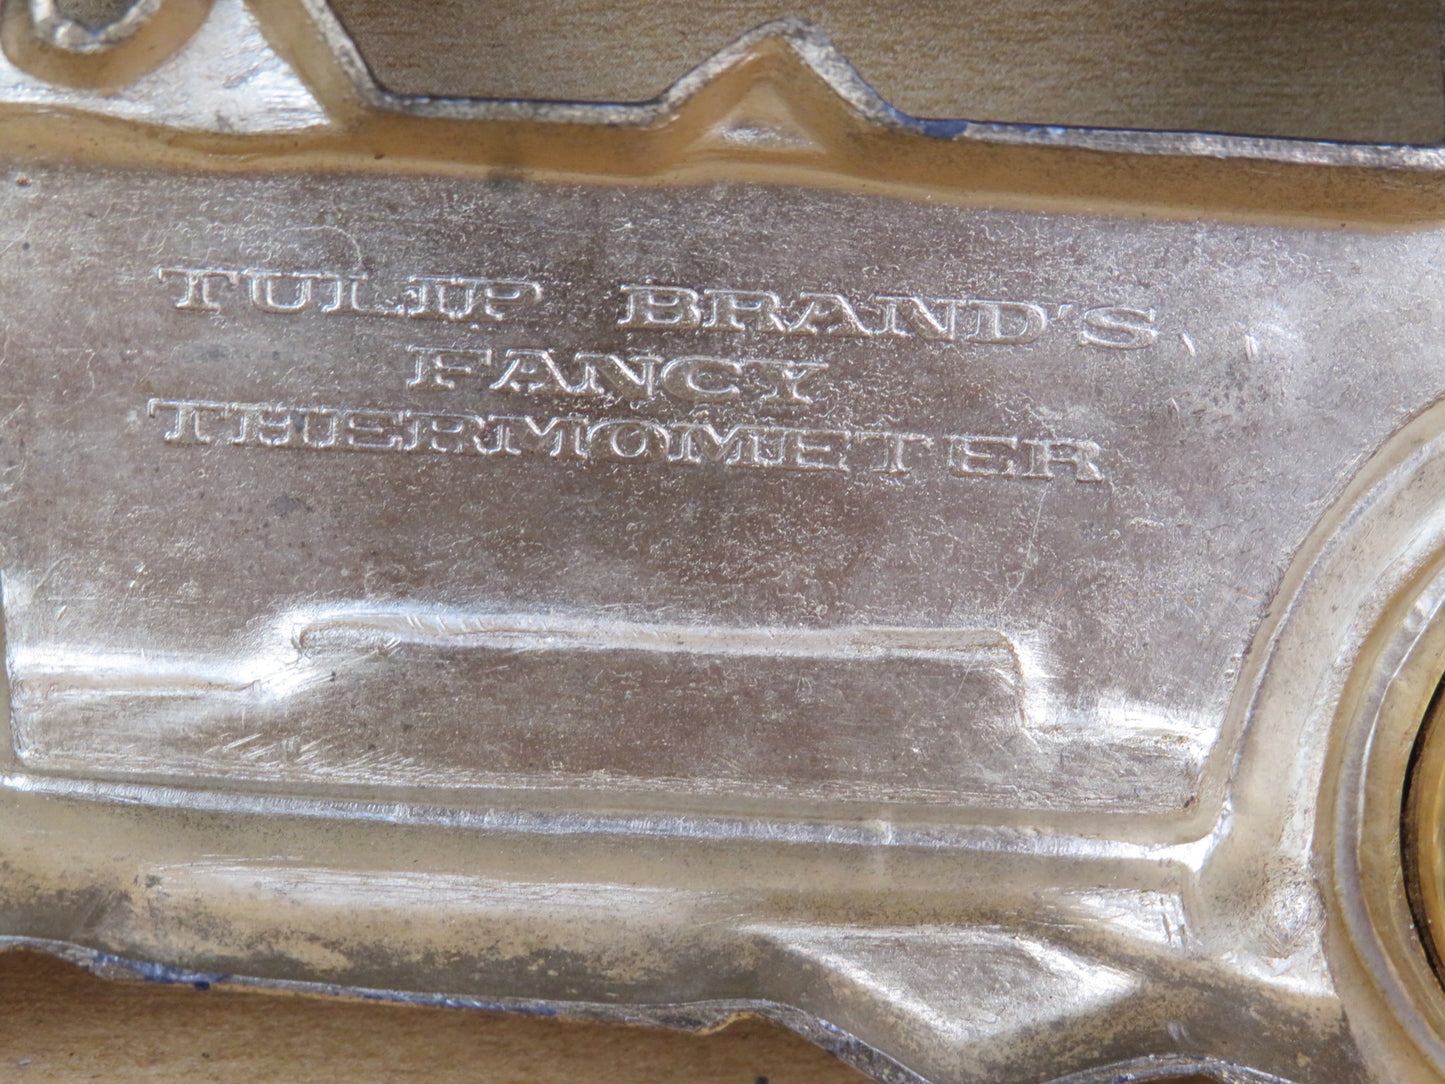 TULIP BRAND'S,
FANCY
THERMOMETER